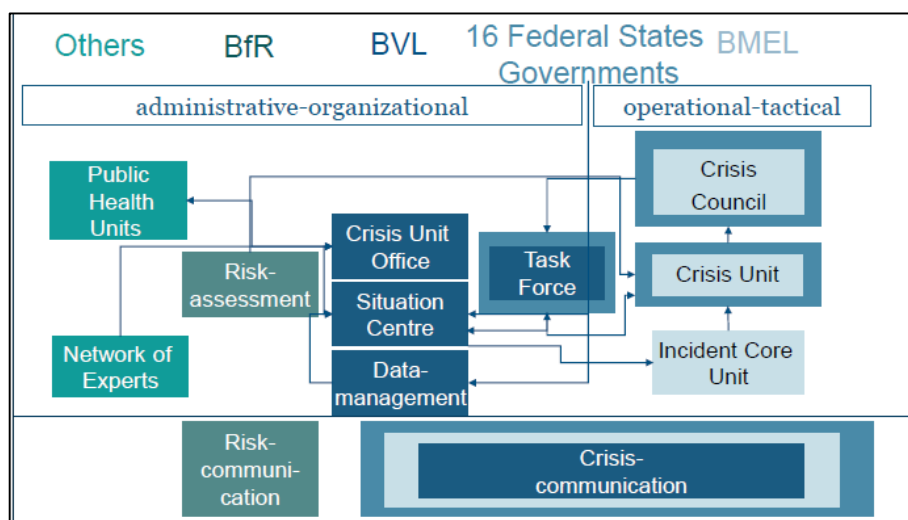 Others
BfR
BVL
16 Federal States
Governments
BMEL
administrative-organizational
operational-tactical
Public
Health
Units
Crisis Unit
Office
Task
Force
Crisis
Council
Risk-
assessment
Situation
Centre
Crisis Unit
Network of
Experts
Data-
management
Incident Core
Unit
Risk-
communi-
cation
Crisis-
communication